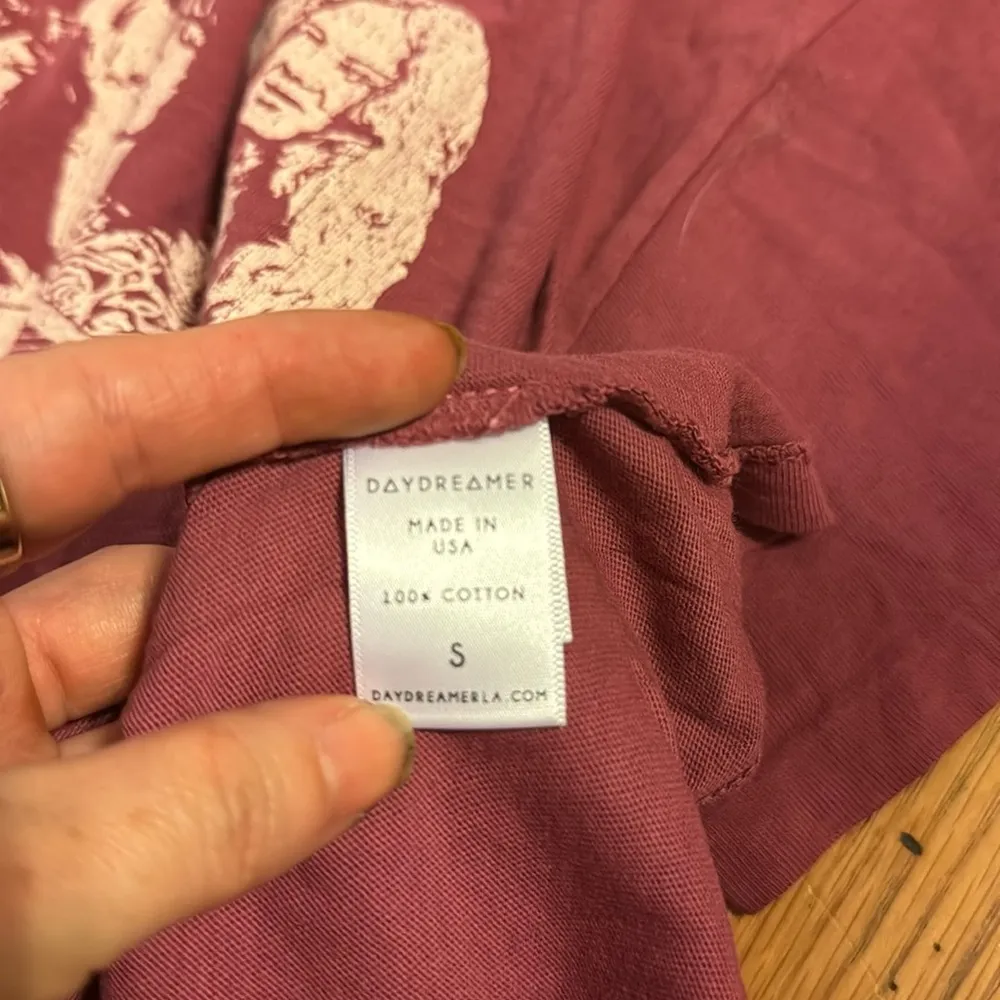 DAYDREAMER
MADE IN
USA
100% COTTON
S
DAYDREAMERLA.COM